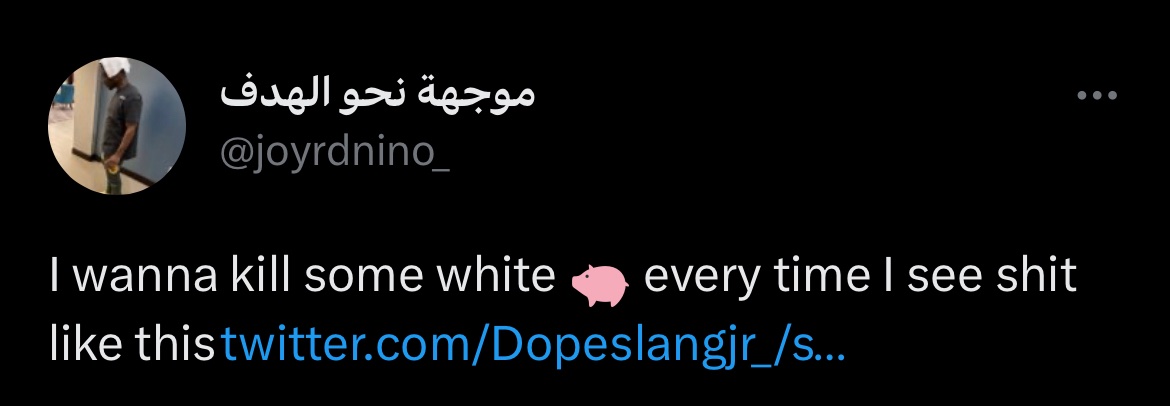 موجهة نحو الهدف
@joyrdnino_
I wanna kill some white 🐖 every time I see shit
like this twitter.com/Dopeslangjr_/s...